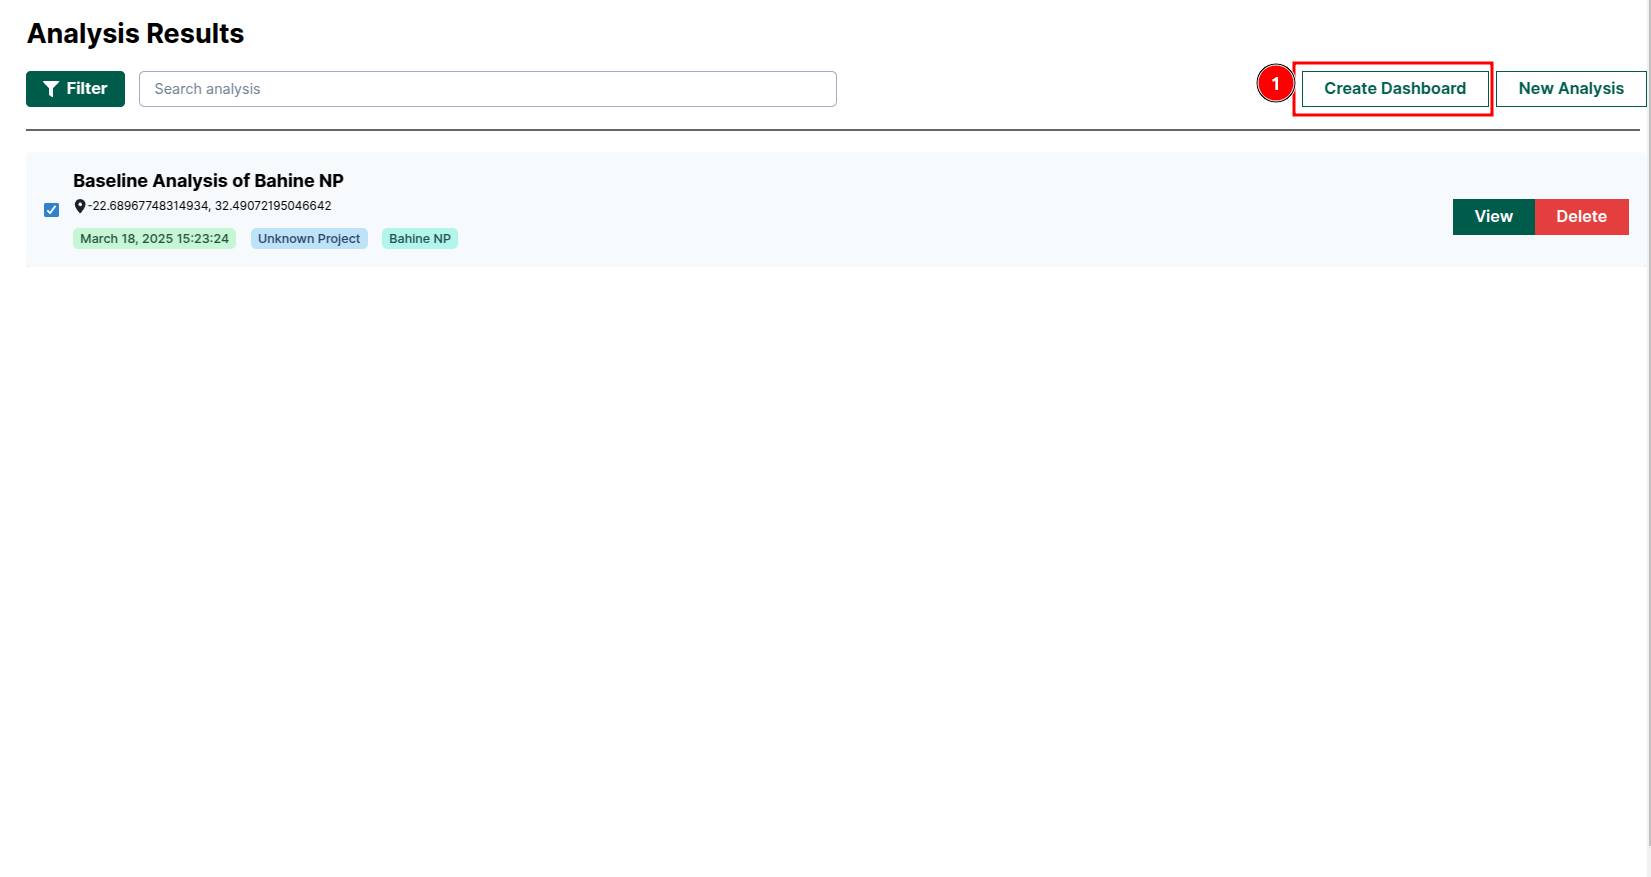 Analysis Results
Filter
Search analysis
1
Create Dashboard
New Analysis
Baseline Analysis of Bahine NP
-22.68967748314934, 32.49072195046642
March 18, 2025 15:23:24
Unknown Project
Bahine NP
View
Delete